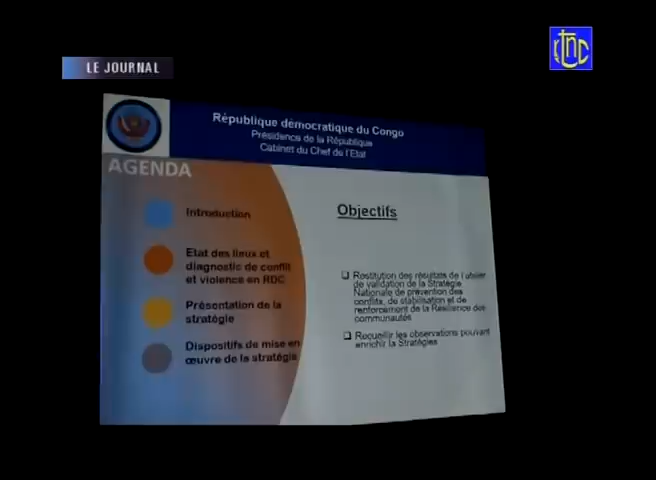 LE JOURNAL
rtnc
République démocratique du Congo
Présidence de la République
Cabinet du Chef de l'Etat
AGENDA
Introduction
Etat des lieux et
diagnostic de conflit
et violence en RDC
Présentation de la
stratégie
Dispositifs de mise en
œuvre de la stratégie
Objectifs
Restitution des résultats de l'atelier
de validation de la Stratégie
Nationale de prévention des
conflits, de stabilisation et de
renforcement de la Résilience des
communautés
Recueillir les observations pouvant
enrichir la Stratégies